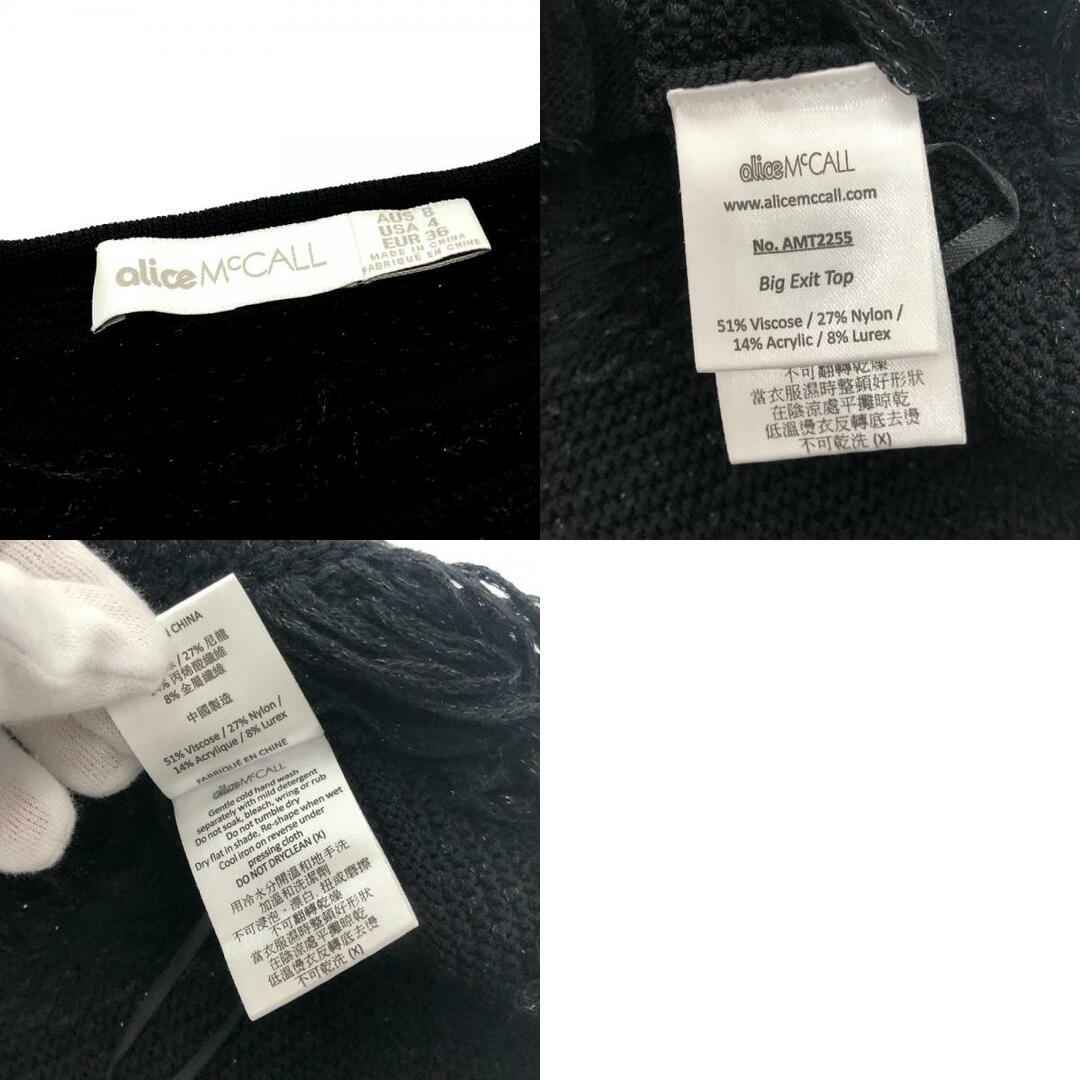 alice McCALL
AUS 8
USA 4
EUR 36
MADE IN CHINA
FABRIQUÉ EN CHINE
alice McCALL
www.alicemccall.com
No. AMT2255
Big Exit Top
51% Viscose / 27% Nylon /
14% Acrylic / 8% Lurex
不可翻轉乾燥
當衣服濕時整頓好形狀
在陰涼處平攤晾乾
低溫燙衣反轉底去燙
不可乾洗 (X)
CHINA
/ 27% 尼龍
丙烯酸纖維
8% 金屬纖維
中國製造
51% Viscose / 27% Nylon /
14% Acrylique / 8% Lurex
FABRIQUÉ EN CHINE
alice McCALL
Gentle cold hand wash
separately with mild detergent
Do not soak, bleach, wring or rub
Do not tumble dry
Dry flat in shade, Re-shape when wet
Cool iron on reverse under
pressing cloth
DO NOT DRYCLEAN (X)
用冷水分開溫和地手洗
加溫和洗潔劑
不可浸泡、漂白, 扭或磨擦
不可翻轉乾燥
當衣服濕時整頓好形狀
在陰涼處平攤晾乾
低溫燙衣反轉底去燙
不可乾洗 (X)